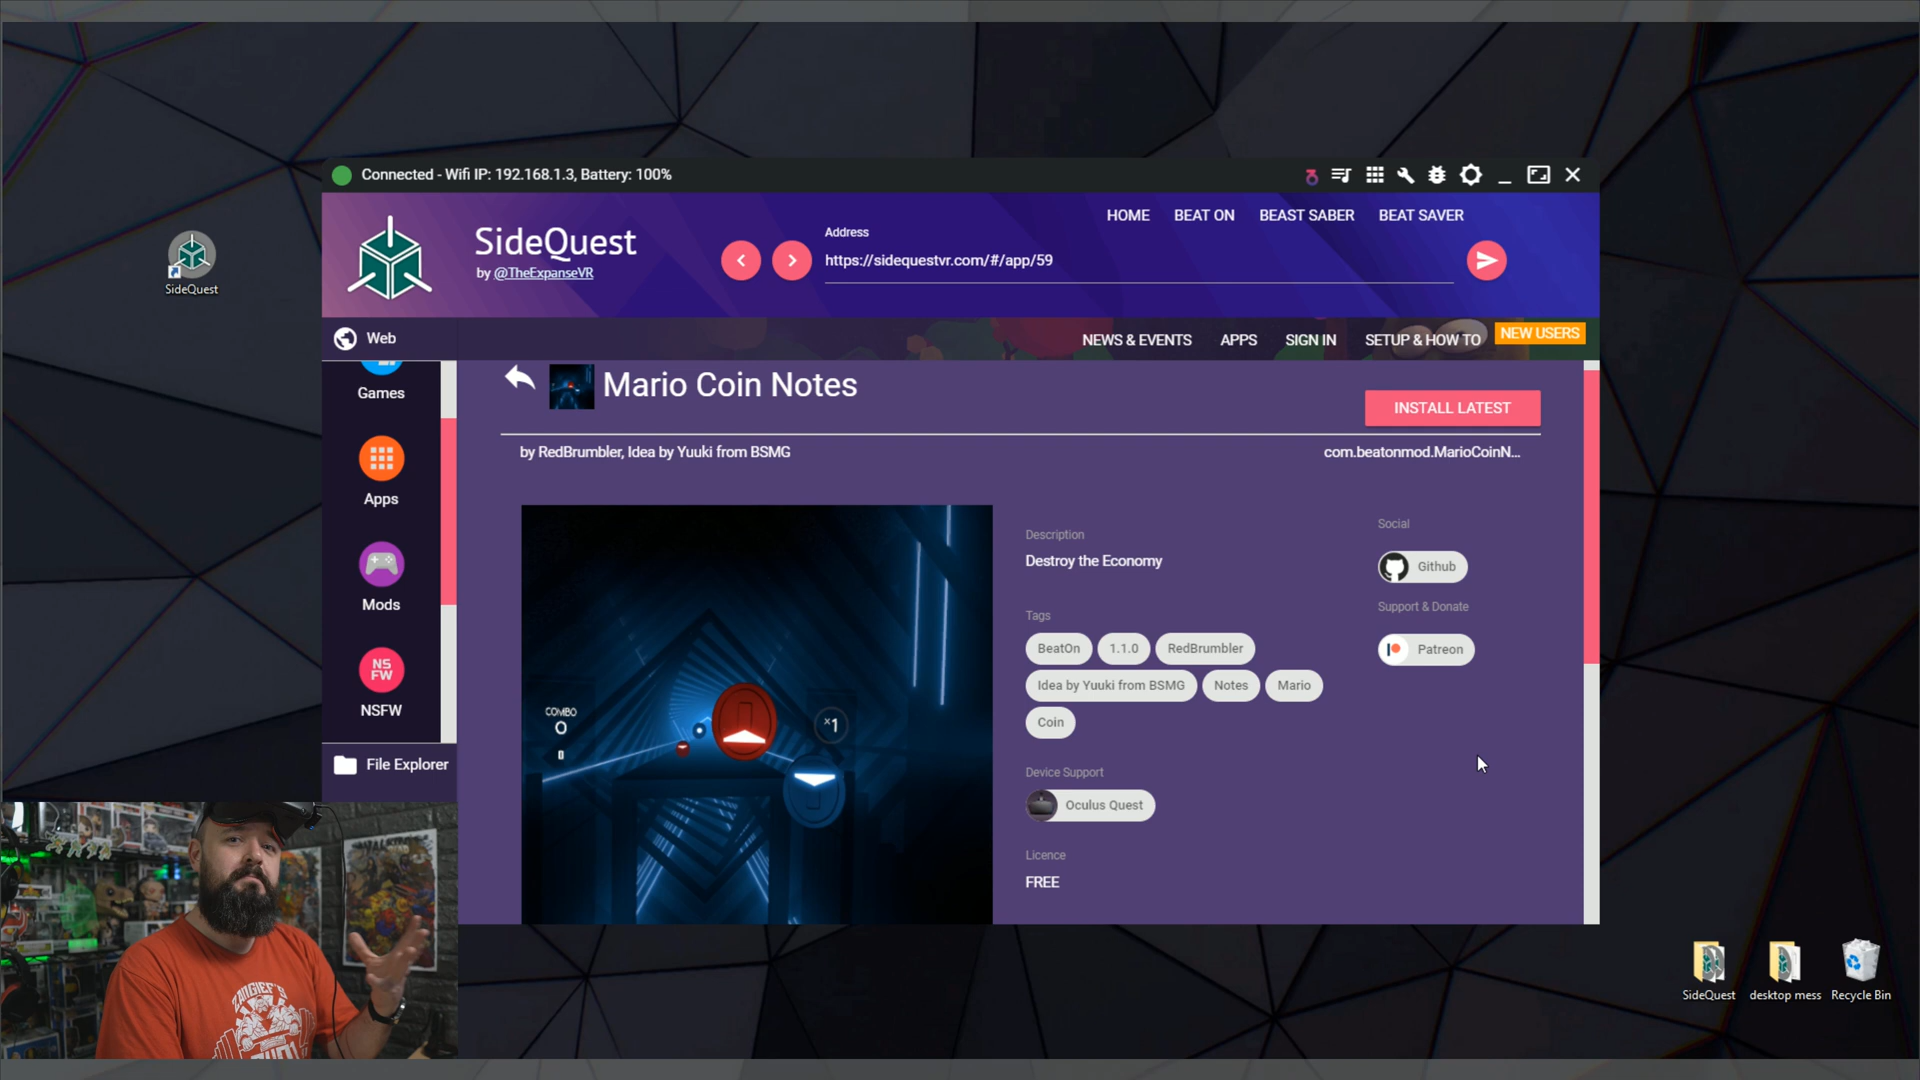 Connected - Wifi IP: 192.168.1.3, Battery: 100%
HOME BEAT ON BEAST SABER BEAT SAVER
SideQuest
by @TheExpanseVR
Address
https://sidequestvr.com/#/app/59
SideQuest
Web
NEWS & EVENTS APPS SIGN IN SETUP & HOW TO NEW USERS
Games
Apps
Mods
NS
FW
NSFW
File Explorer
Mario Coin Notes
INSTALL LATEST
by RedBrumbler, Idea by Yuuki from BSMG
com.beatonmod.MarioCoinN...
COMBO
0
0
x1
Description
Destroy the Economy
Tags
BeatOn 1.1.0 RedBrumbler
Idea by Yuuki from BSMG Notes Mario
Coin
Device Support
Oculus Quest
Licence
FREE
Social
Github
Support & Donate
Patreon
ZANGIEF'S
SideQuest desktop mess Recycle Bin